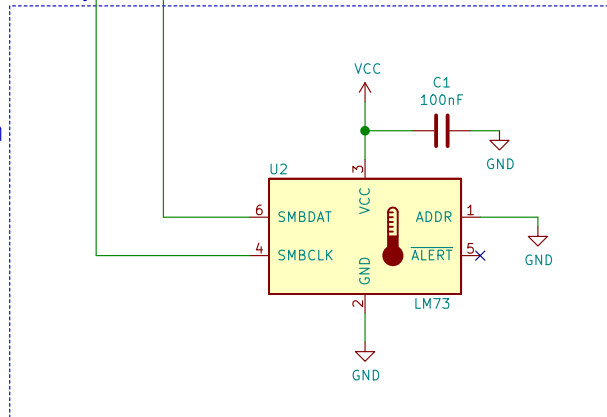 VCC
C1
100nF
GND
U2
3
VCC
6 SMBDAT
ADDR 1
4 SMBCLK
ALERT 5
GND
GND
2
LM73
GND